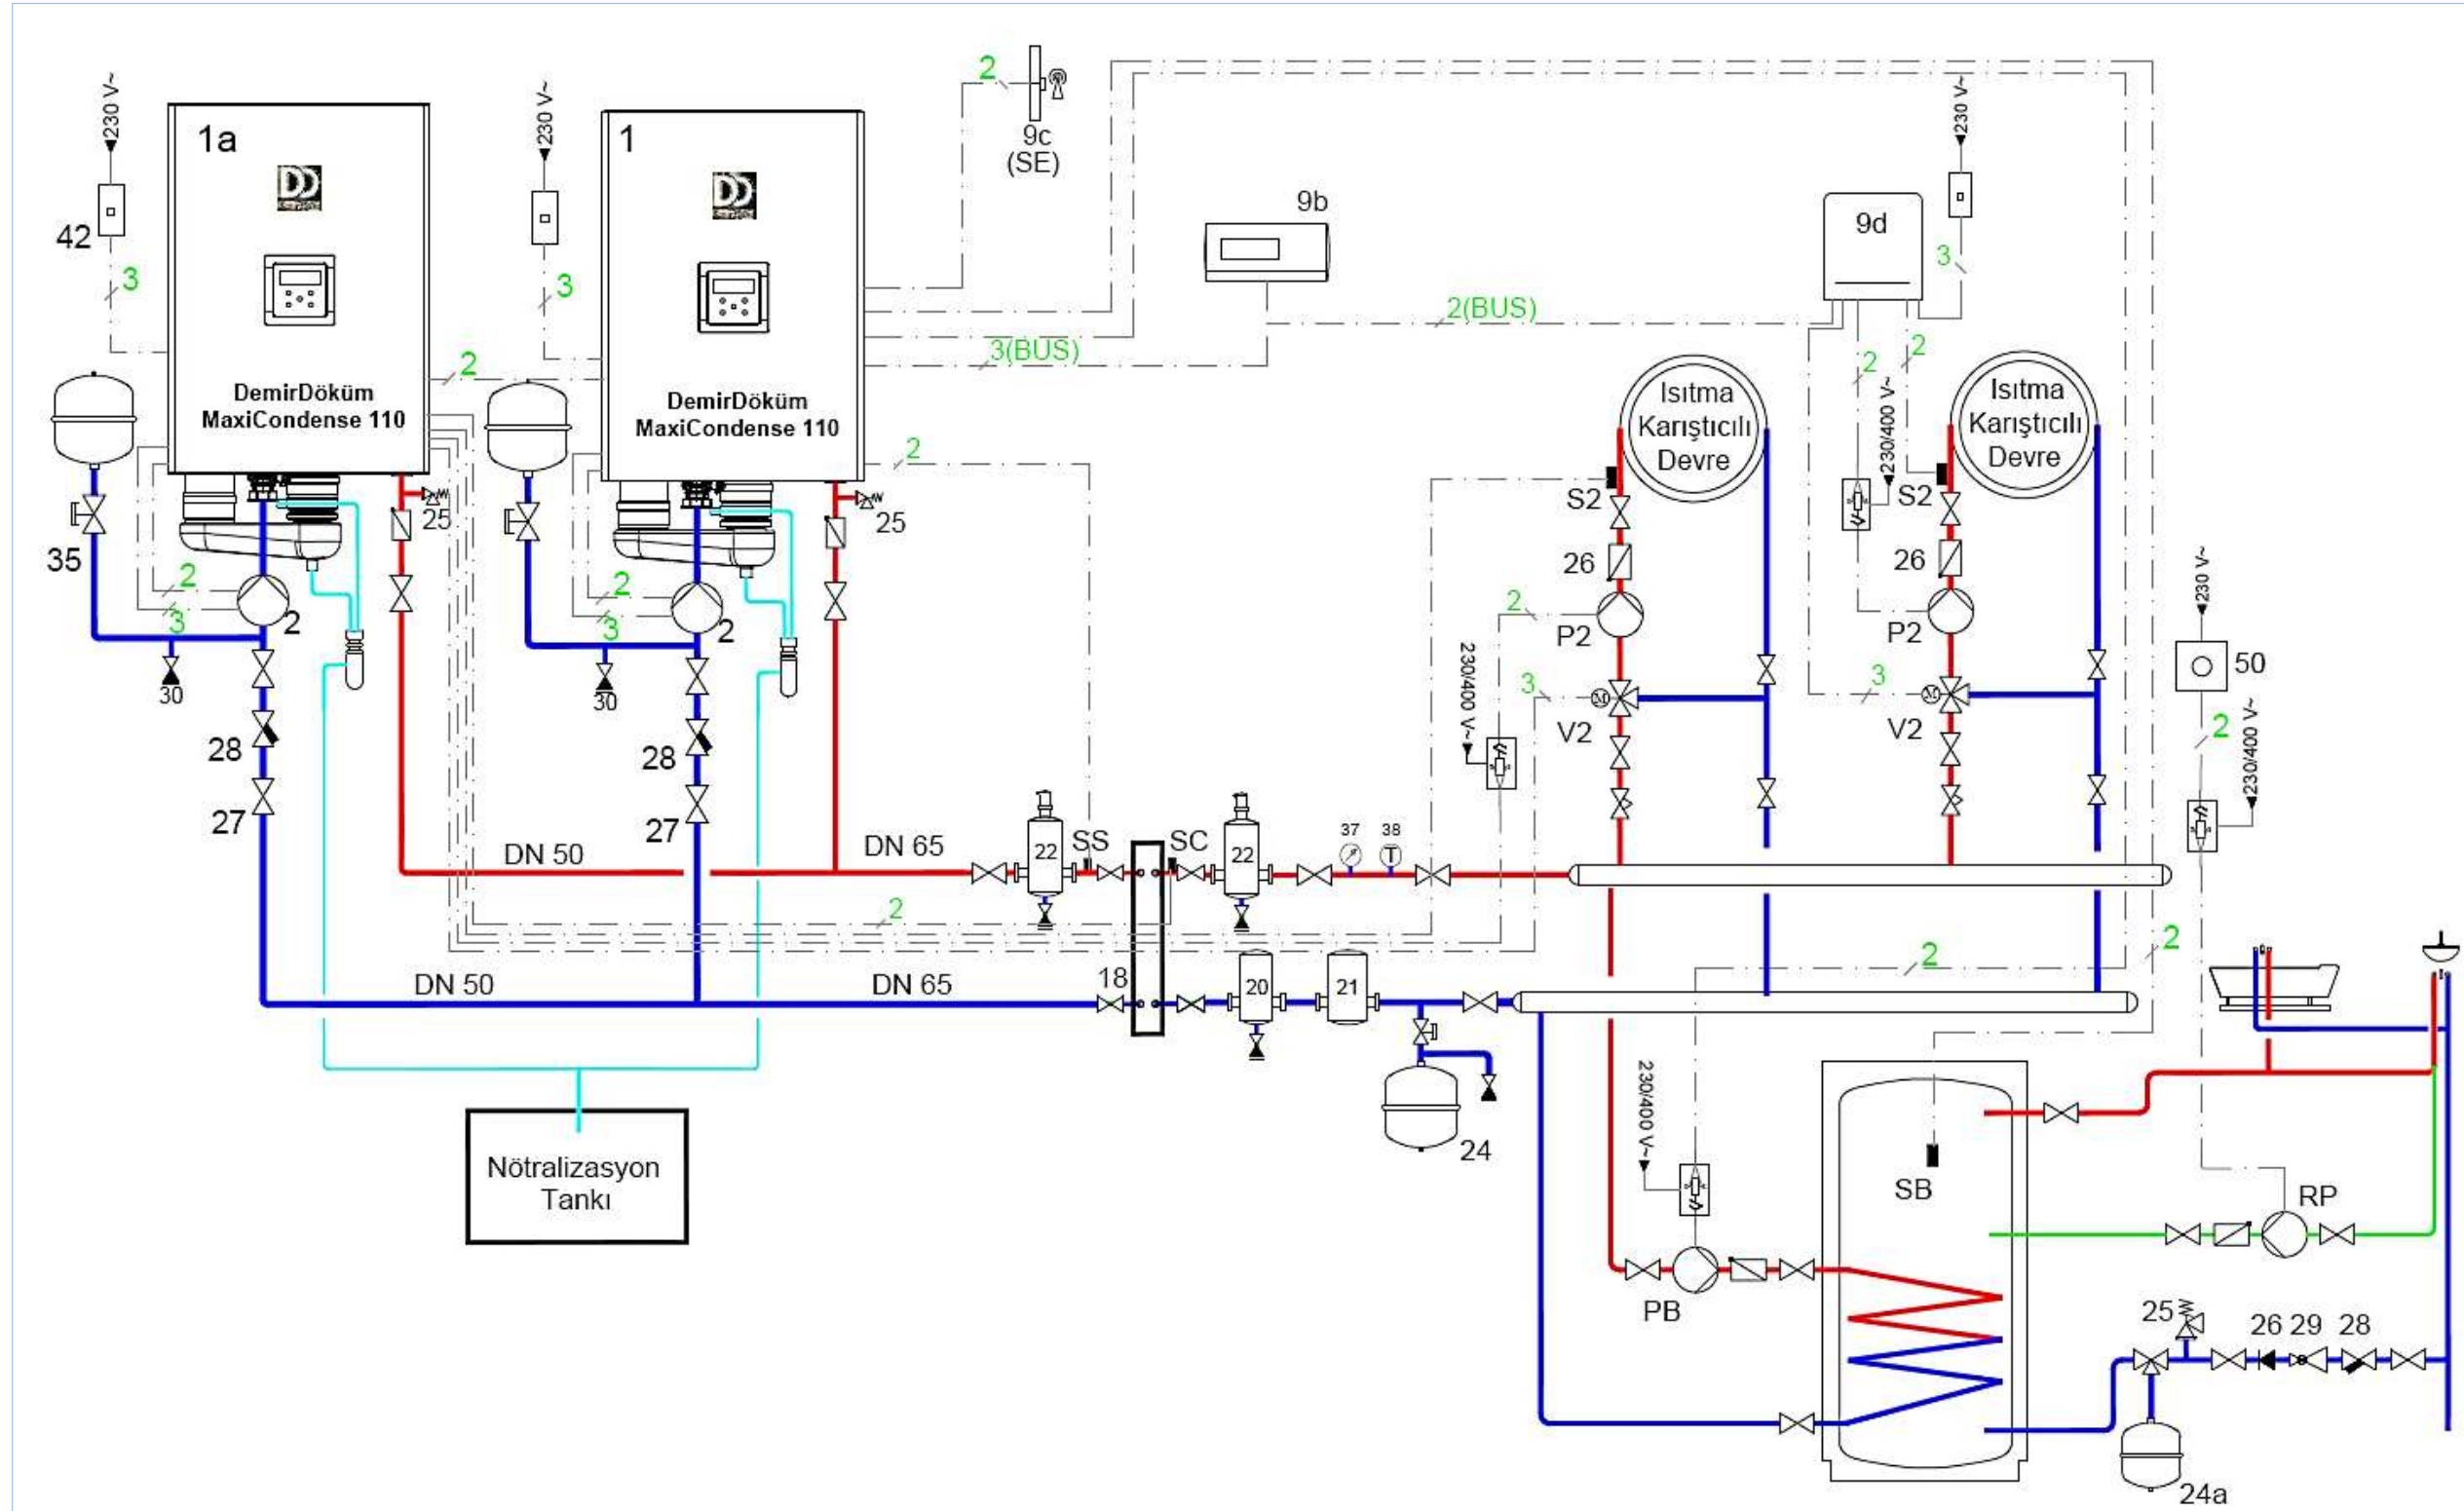 230 V~
1a
42
3
DemirDöküm
MaxiCondense 110
2
35
25
2
3
2
30
28
27
230 V~
1
3
DemirDöküm
MaxiCondense 110
2
25
2
3
2
30
28
27
2
9c
(SE)
9b
2(BUS)
3(BUS)
9d
230 V~
3
2
2
230/400 V~
Isıtma
Karıştıcılı
Devre
S2
26
2
P2
3
V2
230/400 V~
Isıtma
Karıştıcılı
Devre
S2
26
P2
3
V2
230 V~
50
2
230/400 V~
DN 50
DN 65
22
SS
SC
22
37
38
T
2
DN 50
DN 65
18
20
21
24
2
2
Nötralizasyon
Tankı
230/400 V~
PB
SB
RP
25
26
29
28
24a
M
M